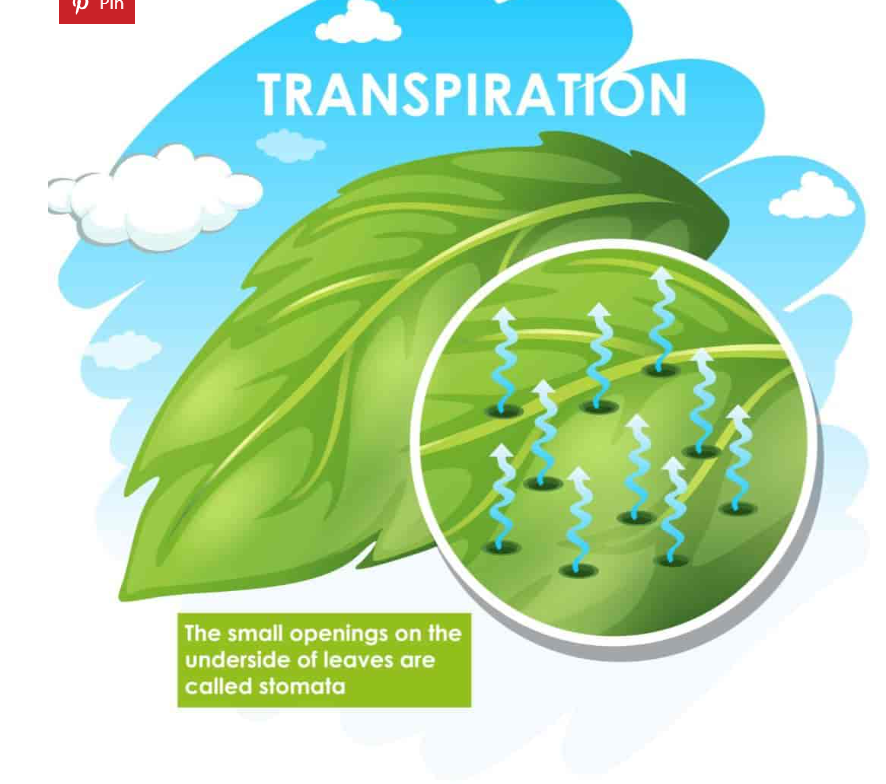 Pin
TRANSPIRATION
The small openings on the
underside of leaves are
called stomata